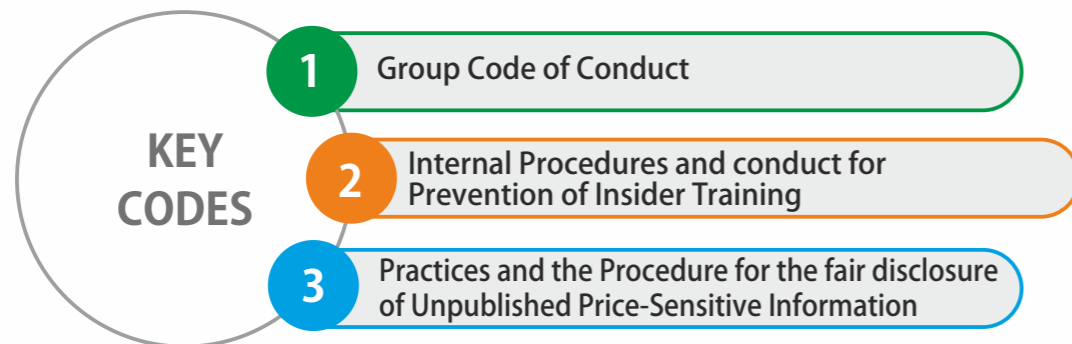 KEY
CODES
1
Group Code of Conduct
2
Internal Procedures and conduct for
Prevention of Insider Training
3
Practices and the Procedure for the fair disclosure
of Unpublished Price-Sensitive Information